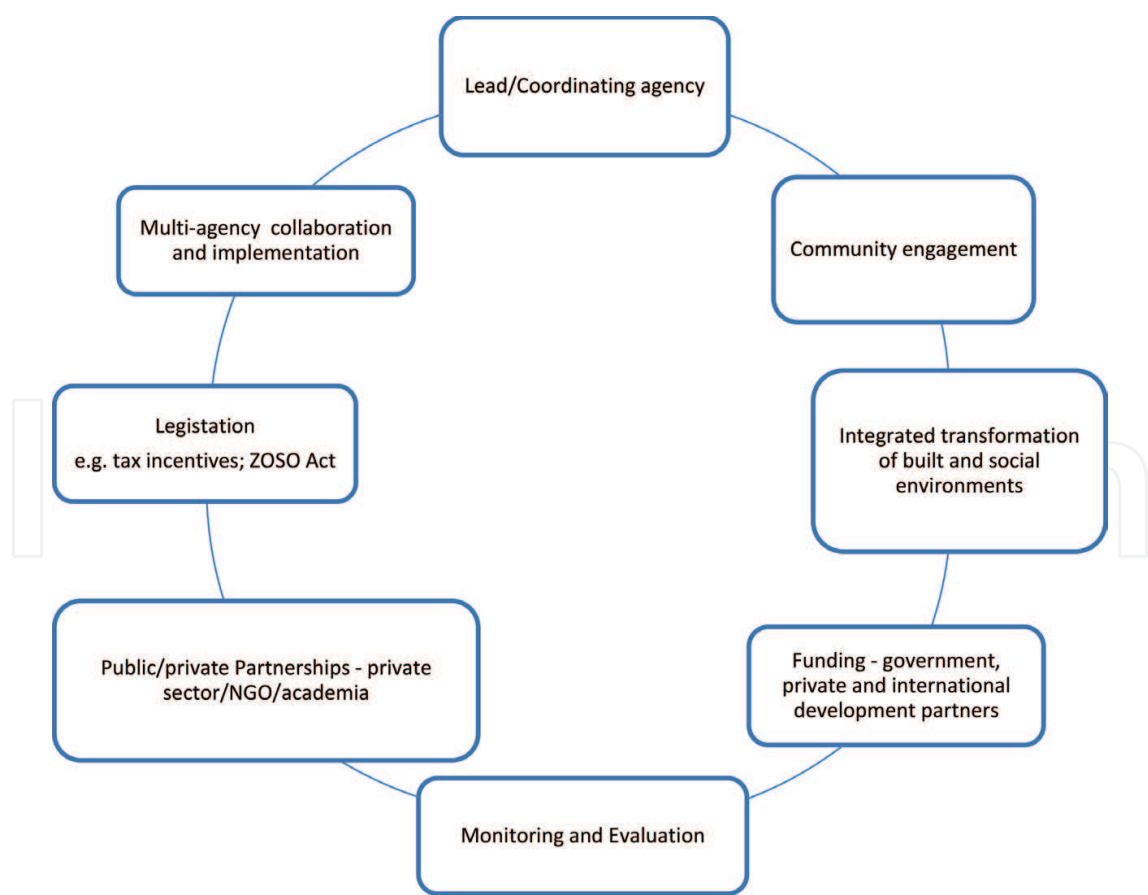 Lead/Coordinating agency
Community engagement
Integrated transformation
of built and social
environments
Funding - government,
private and international
development partners
Monitoring and Evaluation
Public/private Partnerships - private
sector/NGO/academia
Legistation
e.g. tax incentives; ZOSO Act
Multi-agency collaboration
and implementation